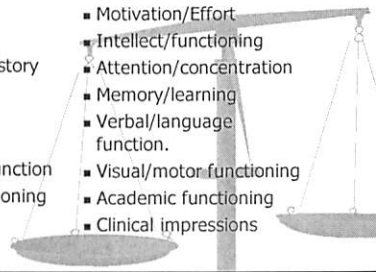 ■ Motivation/Effort
■ Intellect/functioning
story
■ Attention/concentration
■ Memory/learning
■ Verbal/language
function.
unction
■ Visual/motor functioning
oning
■ Academic functioning
■ Clinical impressions